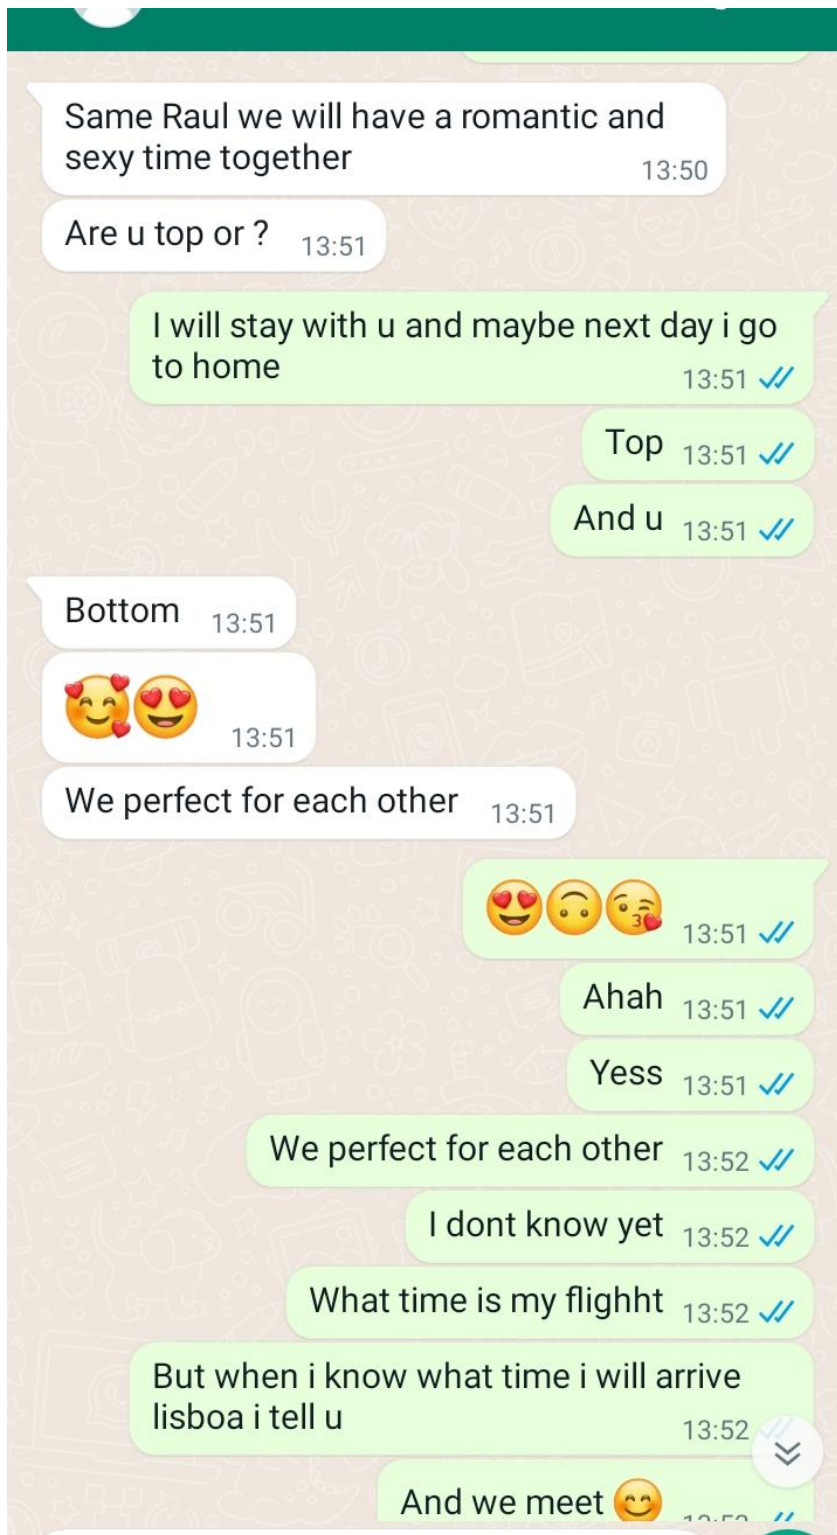 Same Raul we will have a romantic and
sexy time together
13:50
Are u top or ? 13:51
I will stay with u and maybe next day i go
to home
13:51
Top 13:51
And u 13:51
Bottom 13:51
🥰😍 13:51
We perfect for each other 13:51
😍🙃😘 13:51
Ahah 13:51
Yess 13:51
We perfect for each other 13:52
I dont know yet 13:52
What time is my flighht 13:52
But when i know what time i will arrive
lisboa i tell u
13:52
And we meet 😊